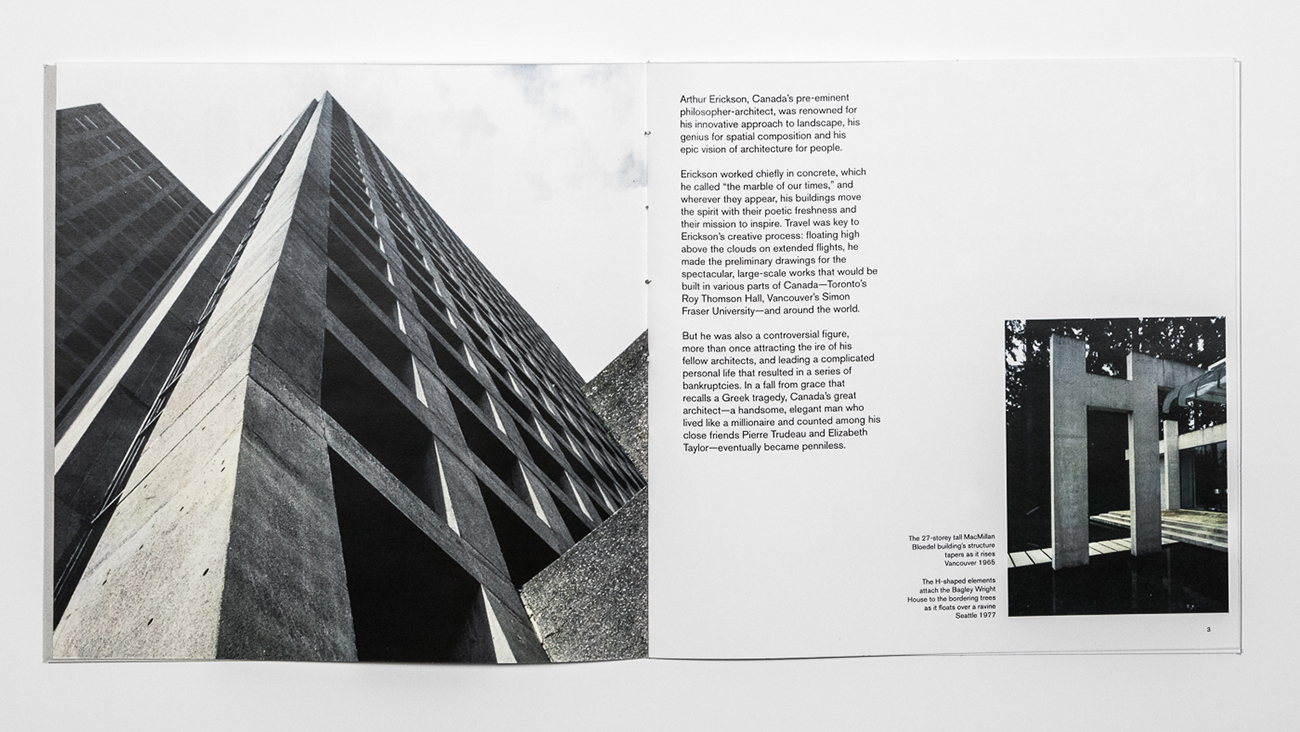 Arthur Erickson, Canada's pre-eminent
philosopher-architect, was renowned for
his innovative approach to landscape, his
genius for spatial composition and his
epic vision of architecture for people.
Erickson worked chiefly in concrete, which
he called “the marble of our times,” and
wherever they appear, his buildings move
the spirit with their poetic freshness and
their mission to inspire. Travel was key to
Erickson's creative process: floating high
above the clouds on extended flights, he
made the preliminary drawings for the
spectacular, large-scale works that would be
built in various parts of Canada—Toronto's
Roy Thomson Hall, Vancouver's Simon
Fraser University—and around the world.
But he was also a controversial figure,
more than once attracting the ire of his
fellow architects, and leading a complicated
personal life that resulted in a series of
bankruptcies. In a fall from grace that
recalls a Greek tragedy, Canada's great
architect—a handsome, elegant man who
lived like a millionaire and counted among his
close friends Pierre Trudeau and Elizabeth
Taylor—eventually became penniless.
The 27-storey tall MacMillan
Bloedel building's structure
tapers as it rises
Vancouver 1965
The H-shaped elements
attach the Bagley Wright
House to the bordering trees
as it floats over a ravine
Seattle 1977
3